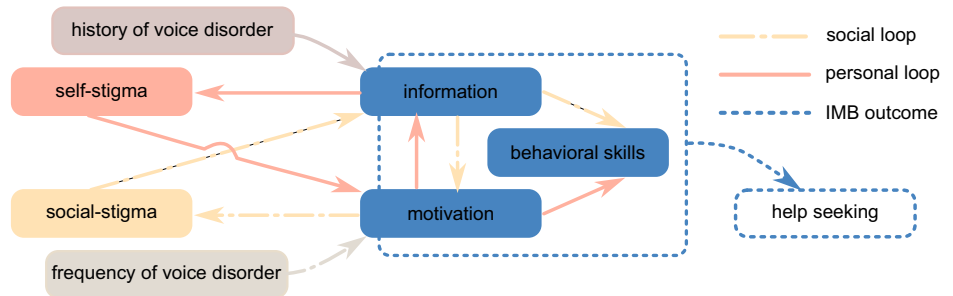 history of voice disorder
social loop
self-stigma
information
personal loop
IMB outcome
behavioral skills
social-stigma
motivation
help seeking
frequency of voice disorder